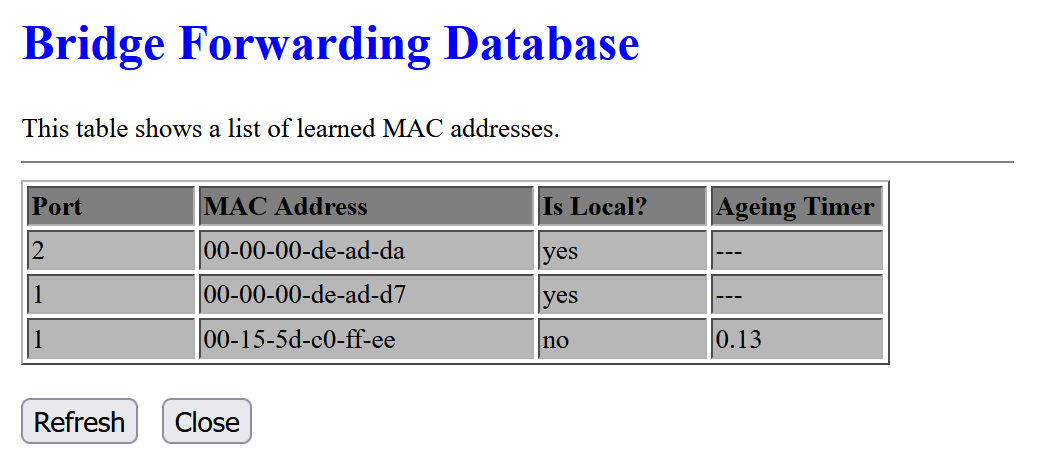 Bridge Forwarding Database
This table shows a list of learned MAC addresses.
Port MAC Address Is Local? Ageing Timer
2 00-00-00-de-ad-da yes ---
1 00-00-00-de-ad-d7 yes ---
1 00-15-5d-c0-ff-ee no 0.13
Refresh Close